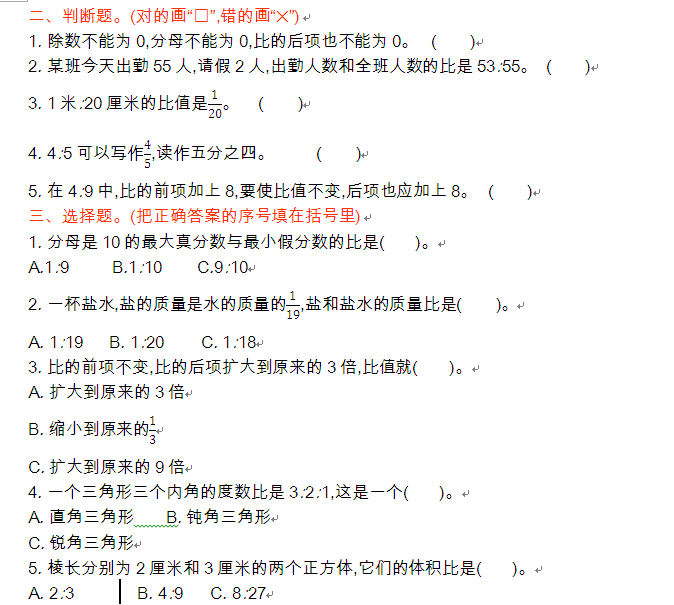 二、判断题。(对的画“□”,错的画“×”)
1. 除数不能为 0,分母不能为 0,比的后项也不能为 0。 (  )
2. 某班今天出勤 55 人,请假 2 人,出勤人数和全班人数的比是 53∶55。 (  )
3. 1 米∶20 厘米的比值是1/20。 (  )
4. 4∶5 可以写作4/5,读作五分之四。 (  )
5. 在 4∶9 中,比的前项加上 8,要使比值不变,后项也应加上 8。 (  )
三、选择题。(把正确答案的序号填在括号里)
1. 分母是 10 的最大真分数与最小假分数的比是(  )。
A.1∶9 B.1∶10 C.9∶10
2. 一杯盐水,盐的质量是水的质量的1/19,盐和盐水的质量比是(  )。
A. 1∶19 B. 1∶20 C. 1∶18
3. 比的前项不变,比的后项扩大到原来的 3 倍,比值就(  )。
A. 扩大到原来的 3 倍
B. 缩小到原来的1/3
C. 扩大到原来的 9 倍
4. 一个三角形三个内角的度数比是 3∶2∶1,这是一个(  )。
A. 直角三角形 B. 钝角三角形
C. 锐角三角形
5. 棱长分别为 2 厘米和 3 厘米的两个正方体,它们的体积比是(  )。
A. 2∶3 B. 4∶9 C. 8∶27